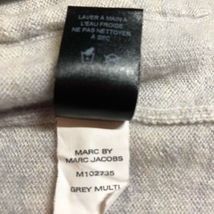 LAVER A MAIN A
L'EAU FROIDE
NE PAS NETTOYER
A SEC
MARC BY
MARC JACOBS
M102735
GREY MULTI